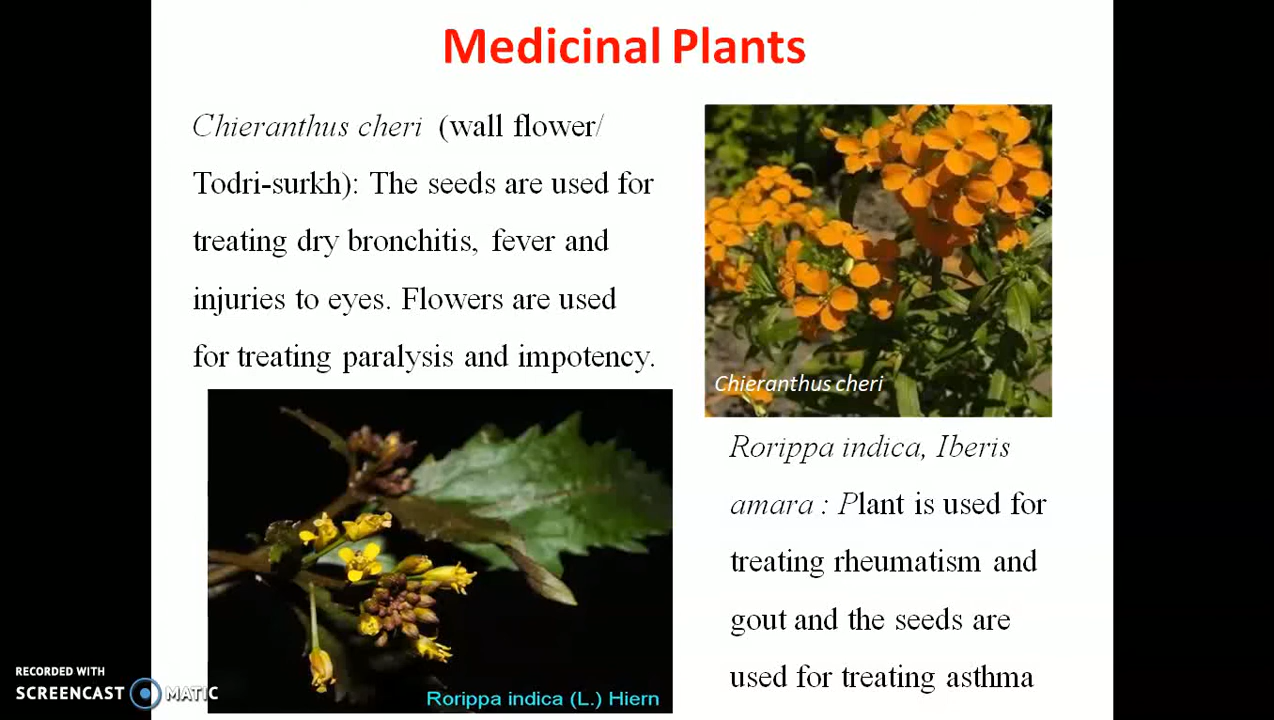 Medicinal Plants
Chieranthus cheri (wall flower/
Todri-surkh): The seeds are used for
treating dry bronchitis, fever and
injuries to eyes. Flowers are used
for treating paralysis and impotency.
Chieranthus cheri
Rorippa indica, Iberis
amara : Plant is used for
treating rheumatism and
gout and the seeds are
used for treating asthma
Rorippa indica (L.) Hiern
RECORDED WITH
SCREENCAST MATIC